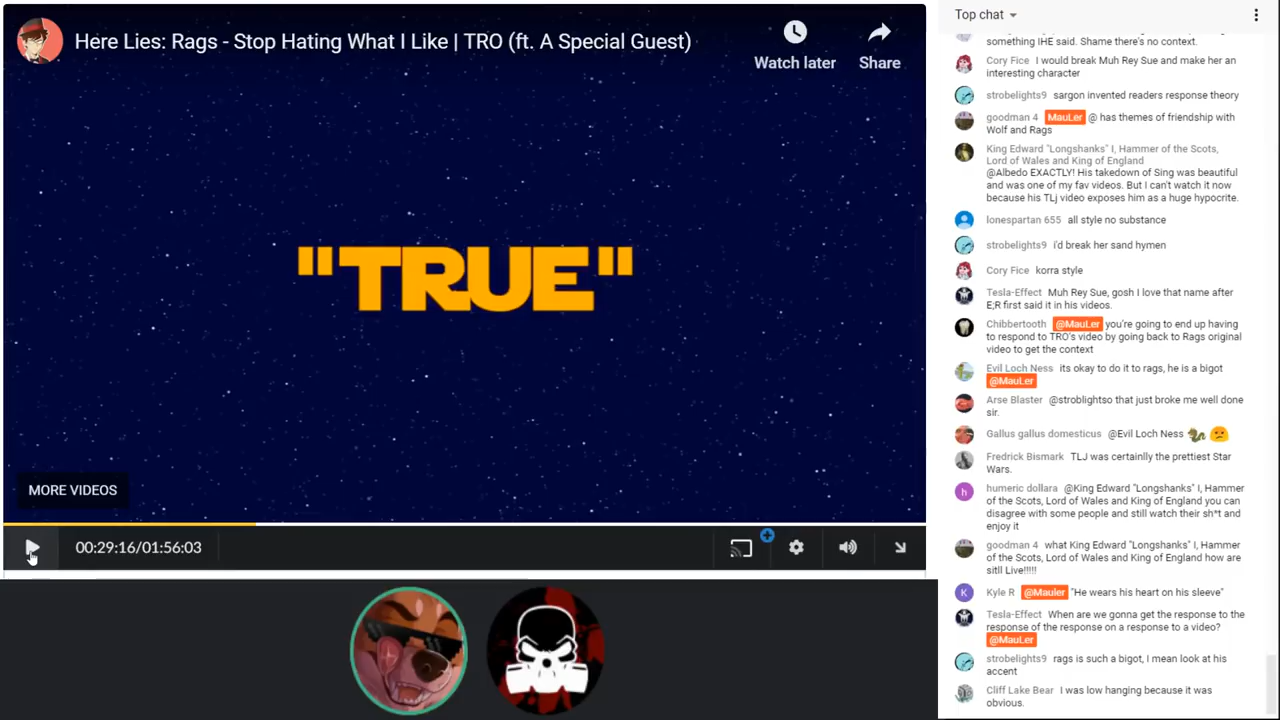 Here Lies: Rags - Stop Hating What I Like | TRO (ft. A Special Guest)
Watch later
Share
"TRUE"
MORE VIDEOS
00:29:16/01:56:03
Top chat
something IHE said. Shame there's no context.
Cory Fice I would break Muh Rey Sue and make her an
interesting character
strobelights9 sargon invented readers response theory
goodman 4 MauLer @ has themes of friendship with
Wolf and Rags
King Edward "Longshanks" I, Hammer of the Scots,
Lord of Wales and King of England
@Albedo EXACTLY! His takedown of Sing was beautiful
and was one of my fav videos. But I can't watch it now
because his TLj video exposes him as a huge hypocrite.
lonespartan 655 all style no substance
strobelights9 i'd break her sand hymen
Cory Fice korra style
Tesla-Effect Muh Rey Sue, gosh I love that name after
E;R first said it in his videos.
Chibbertooth @MauLer you're going to end up having
to respond to TRO's video by going back to Rags original
video to get the context
Evil Loch Ness its okay to do it to rags, he is a bigot
@MauLer
Arse Blaster @stroblightso that just broke me well done
sir.
Gallus gallus domesticus @Evil Loch Ness
Fredrick Bismark TLJ was certainlly the prettiest Star
Wars.
h
humeric dollara @King Edward "Longshanks" I, Hammer
of the Scots, Lord of Wales and King of England you can
disagree with some people and still watch their sh*t and
enjoy it
goodman 4 what King Edward "Longshanks" I, Hammer
of the Scots, Lord of Wales and King of England how are
sitll Live!!!!!
K
Kyle R @Mauler "He wears his heart on his sleeve"
Tesla-Effect When are we gonna get the response to the
response of the response on a response to a video?
@MauLer
strobelights9 rags is such a bigot, I mean look at his
accent
Cliff Lake Bear I was low hanging because it was
obvious.